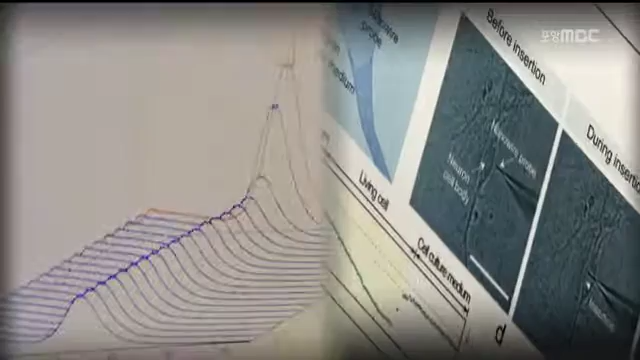 포항MBC
Before insertion
During
probe
medium
Nanowire probe
Neuron
cell body
Living cell
Cell culture medium
d